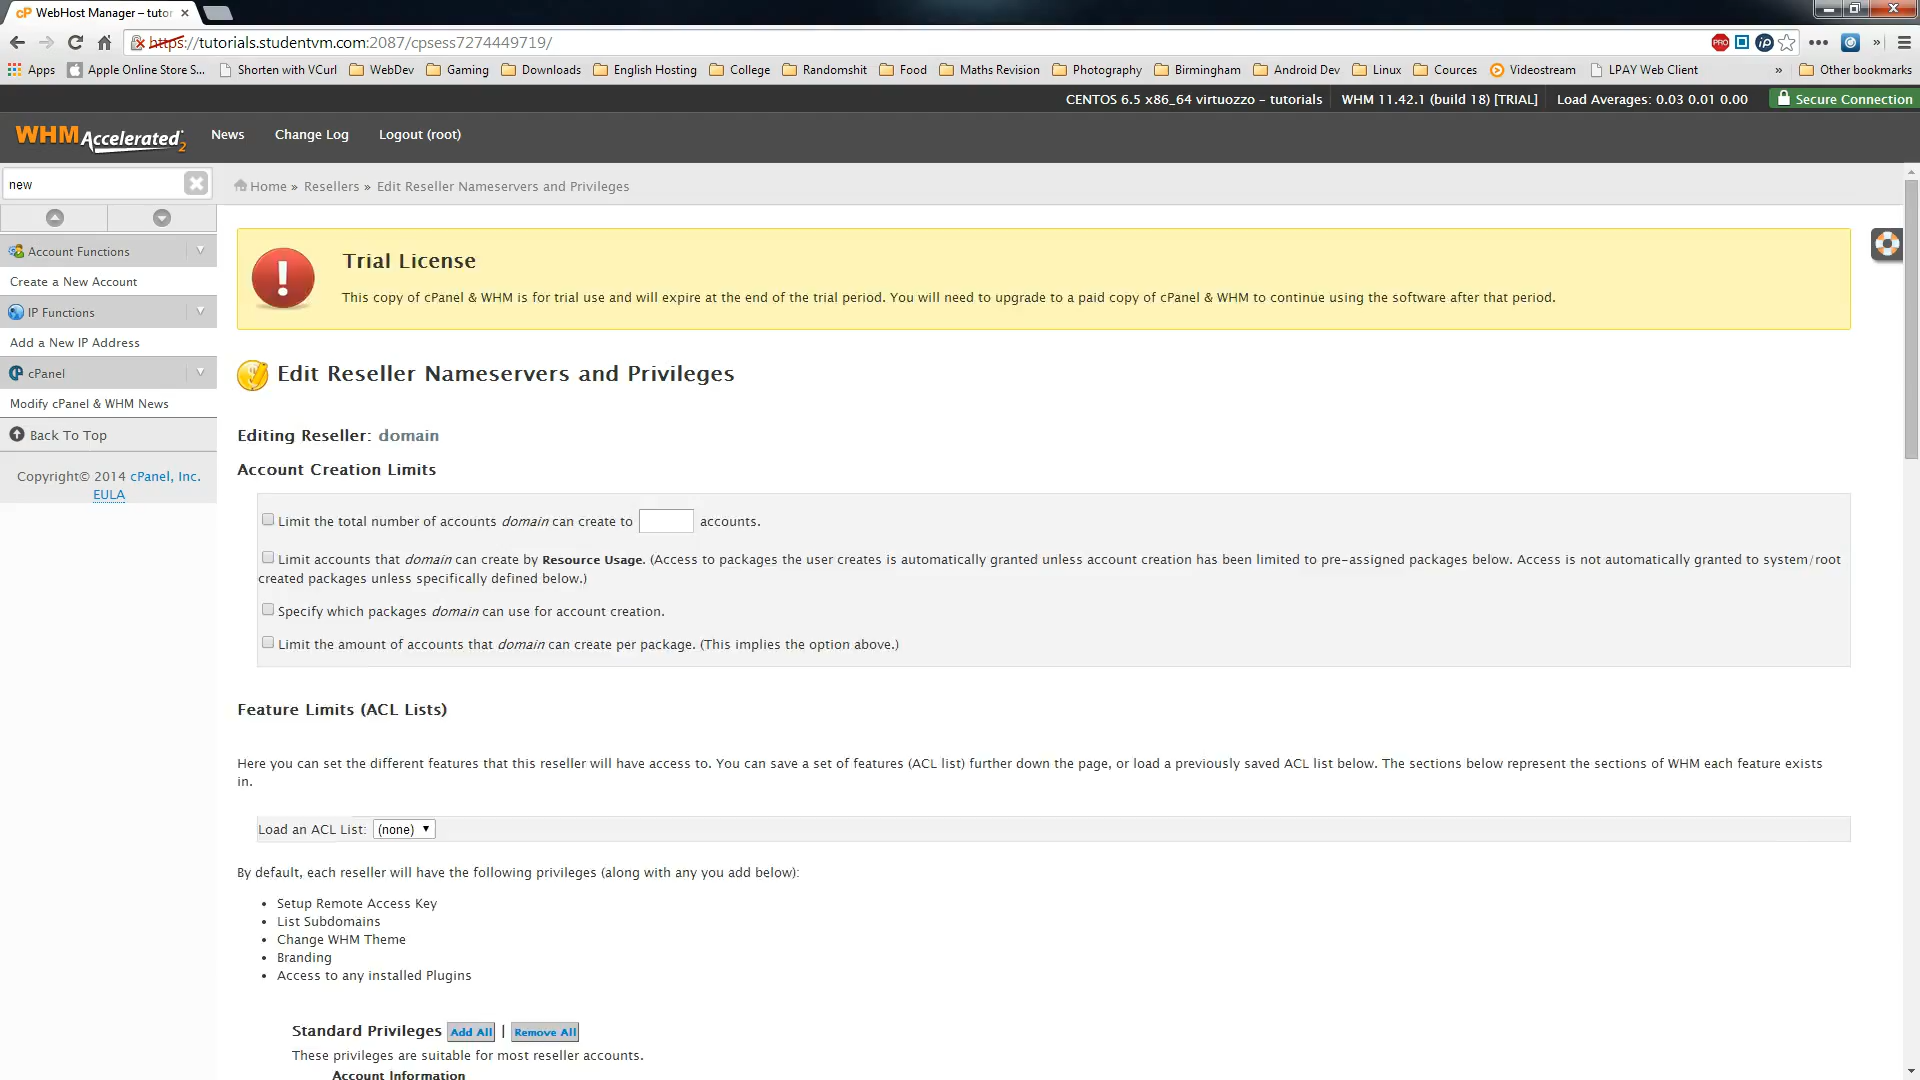 WebHost Manager – tutor
https://tutorials.studentvm.com:2087/cpsess7274449719/
Apps Apple Online Store S... Shorten with VCurl WebDev Gaming Downloads English Hosting College Randomshit Food Maths Revision Photography Birmingham Android Dev Linux Cources Videostream LPAY Web Client » Other bookmarks
CENTOS 6.5 x86_64 virtuozzo – tutorials WHM 11.42.1 (build 18) [TRIAL] Load Averages: 0.03 0.01 0.00 Secure Connection
WHM Accelerated2 News Change Log Logout (root)
new
Home » Resellers » Edit Reseller Nameservers and Privileges
Account Functions
Create a New Account
IP Functions
Add a New IP Address
cPanel
Modify cPanel & WHM News
Back To Top
Copyright© 2014 cPanel, Inc.
EULA
Trial License
This copy of cPanel & WHM is for trial use and will expire at the end of the trial period. You will need to upgrade to a paid copy of cPanel & WHM to continue using the software after that period.
Edit Reseller Nameservers and Privileges
Editing Reseller: domain
Account Creation Limits
Limit the total number of accounts domain can create to accounts.
Limit accounts that domain can create by Resource Usage. (Access to packages the user creates is automatically granted unless account creation has been limited to pre-assigned packages below. Access is not automatically granted to system/root
created packages unless specifically defined below.)
Specify which packages domain can use for account creation.
Limit the amount of accounts that domain can create per package. (This implies the option above.)
Feature Limits (ACL Lists)
Here you can set the different features that this reseller will have access to. You can save a set of features (ACL list) further down the page, or load a previously saved ACL list below. The sections below represent the sections of WHM each feature exists
in.
Load an ACL List: (none)
By default, each reseller will have the following privileges (along with any you add below):
• Setup Remote Access Key
• List Subdomains
• Change WHM Theme
• Branding
• Access to any installed Plugins
Standard Privileges Add All | Remove All
These privileges are suitable for most reseller accounts.
Account Information